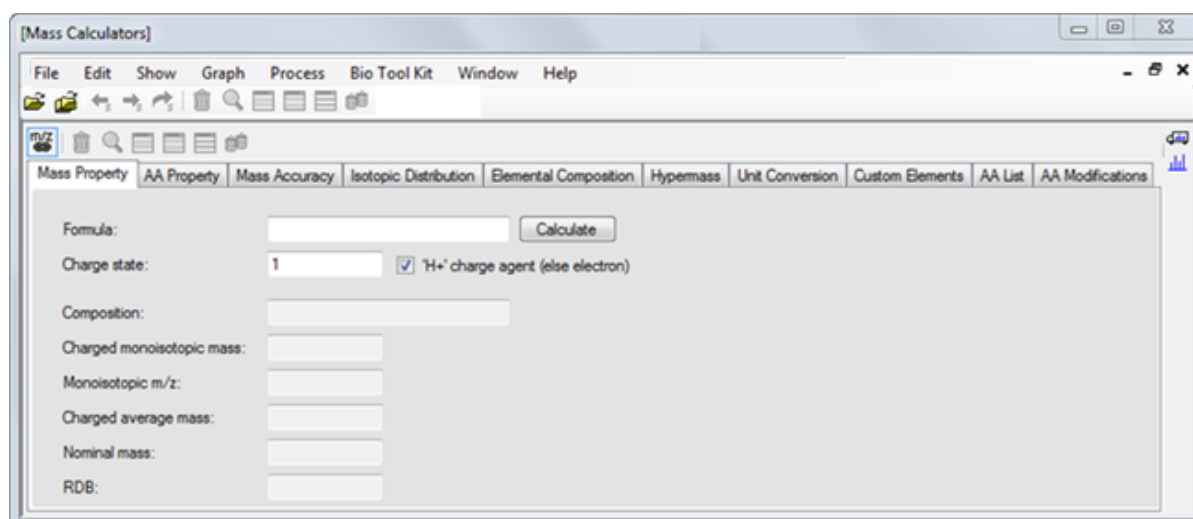 [Mass Calculators]
File Edit Show Graph Process Bio Tool Kit Window Help
m/z
Mass Property AA Property Mass Accuracy Isotopic Distribution Elemental Composition Hypermass Unit Conversion Custom Elements AA List AA Modifications
Formula: Calculate
Charge state: 1 'H+' charge agent (else electron)
Composition:
Charged monoisotopic mass:
Monoisotopic m/z:
Charged average mass:
Nominal mass:
RDB: